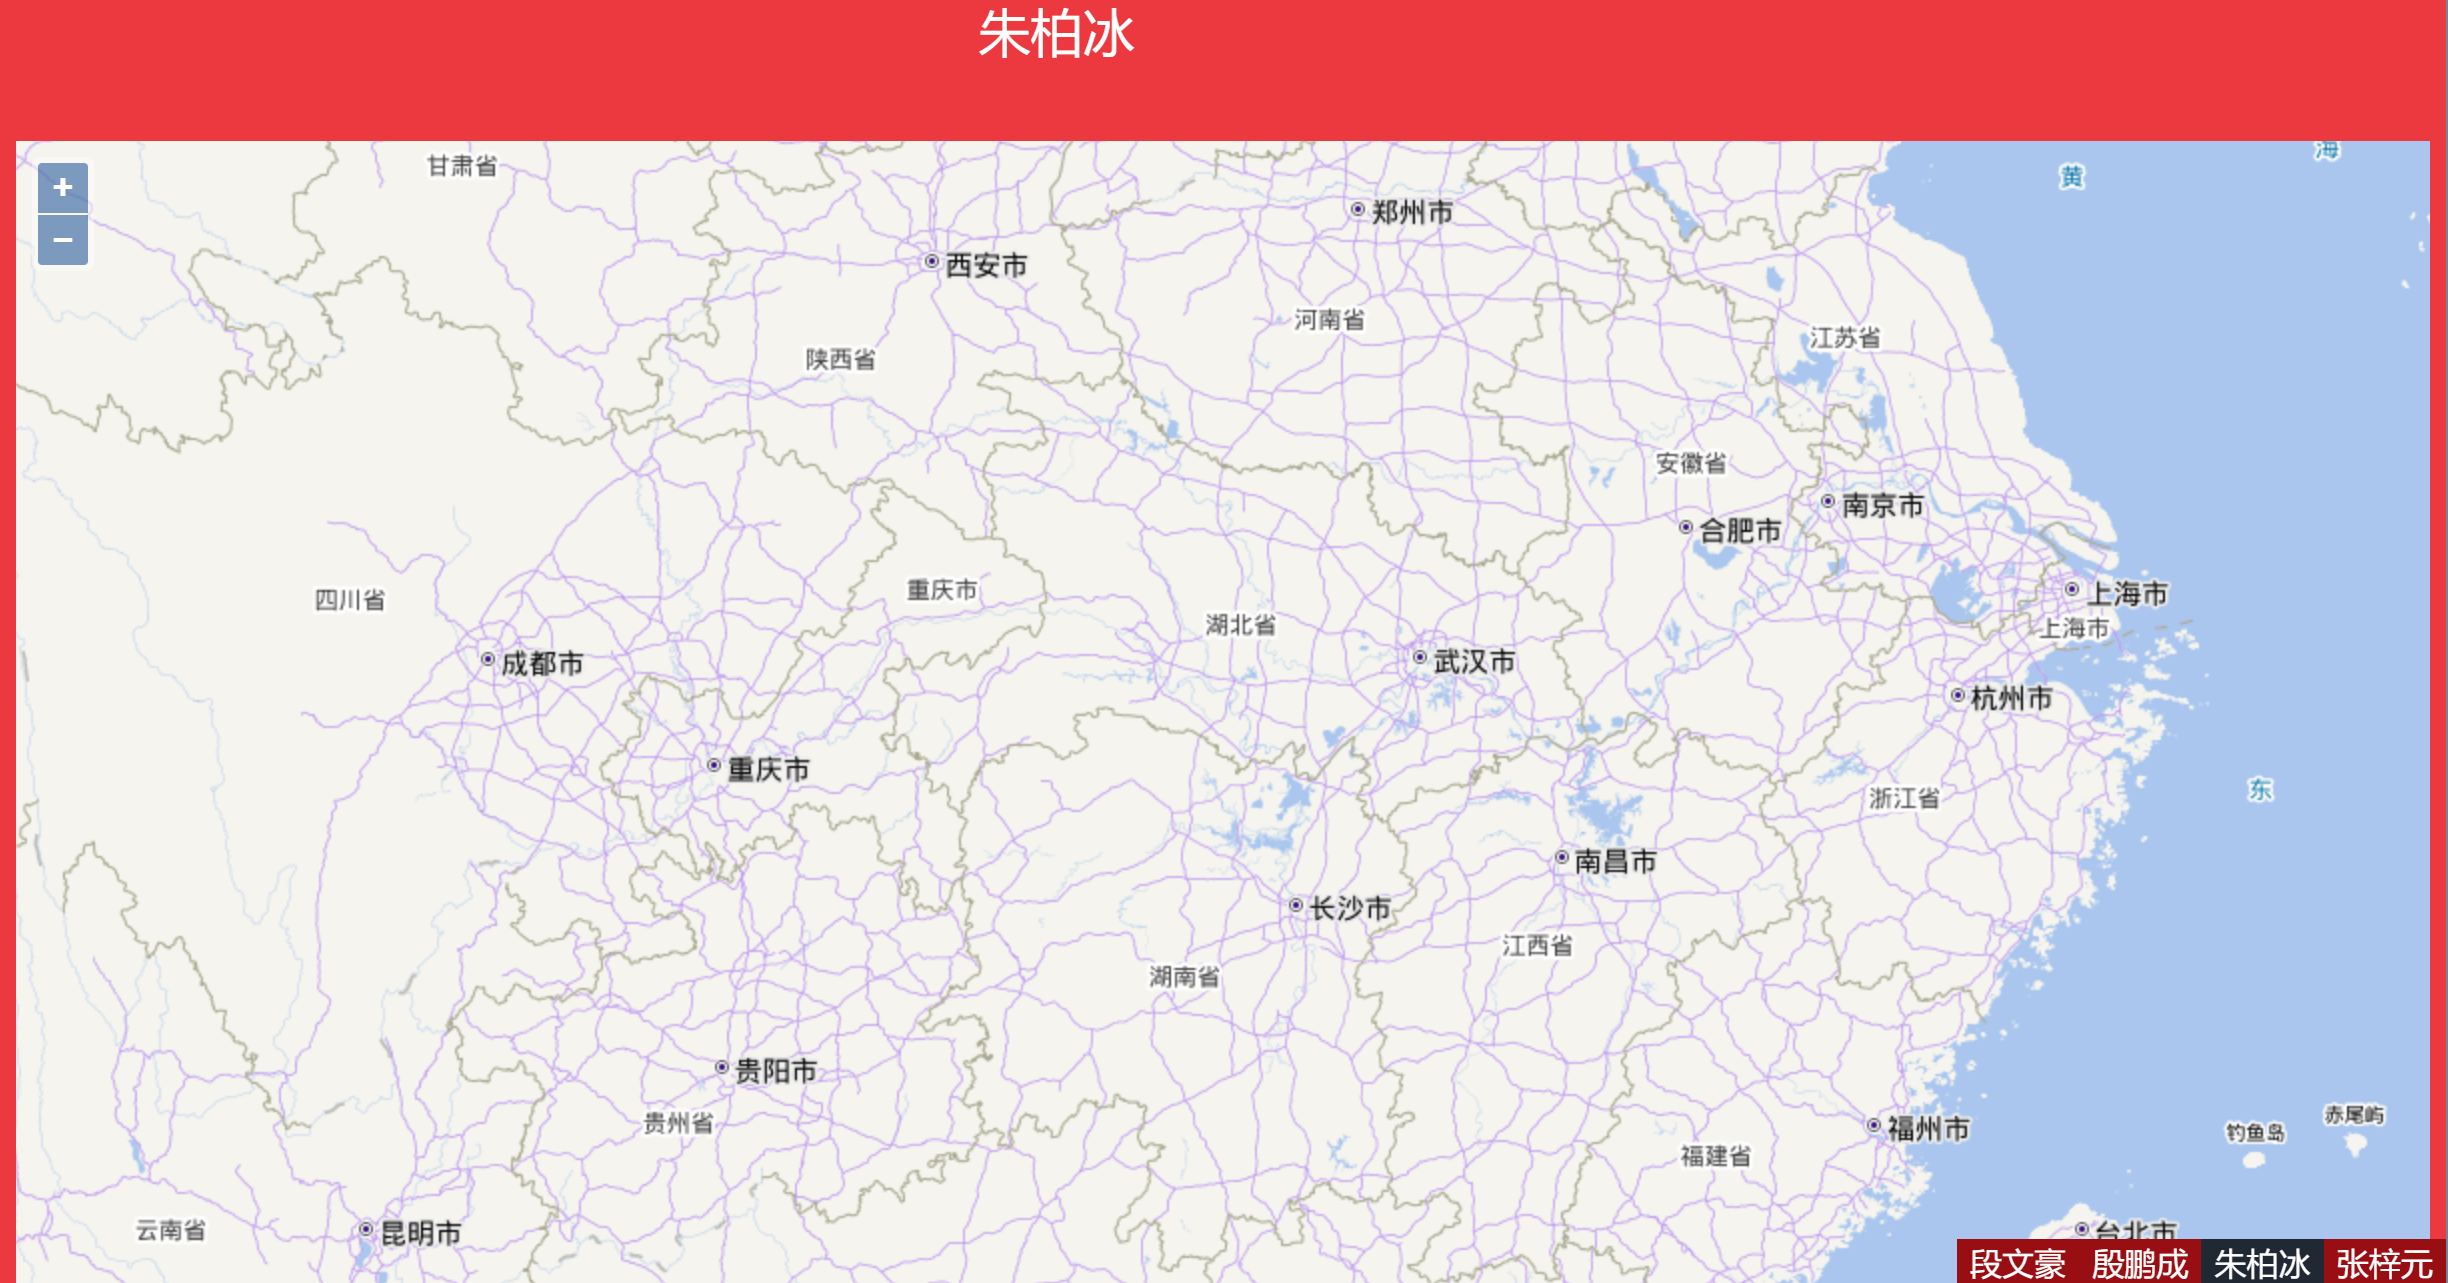 朱柏冰
海
甘肃省
黄
+
郑州市
−
西安市
河南省
江苏省
陕西省
安徽省
南京市
合肥市
重庆市
上海市
四川省
湖北省
上海市
武汉市
成都市
杭州市
重庆市
东
浙江省
南昌市
长沙市
江西省
湖南省
贵阳市
赤尾屿
贵州省
福州市
钓鱼岛
福建省
云南省
昆明市
台北市
段文豪 殷鹏成 朱柏冰 张梓元